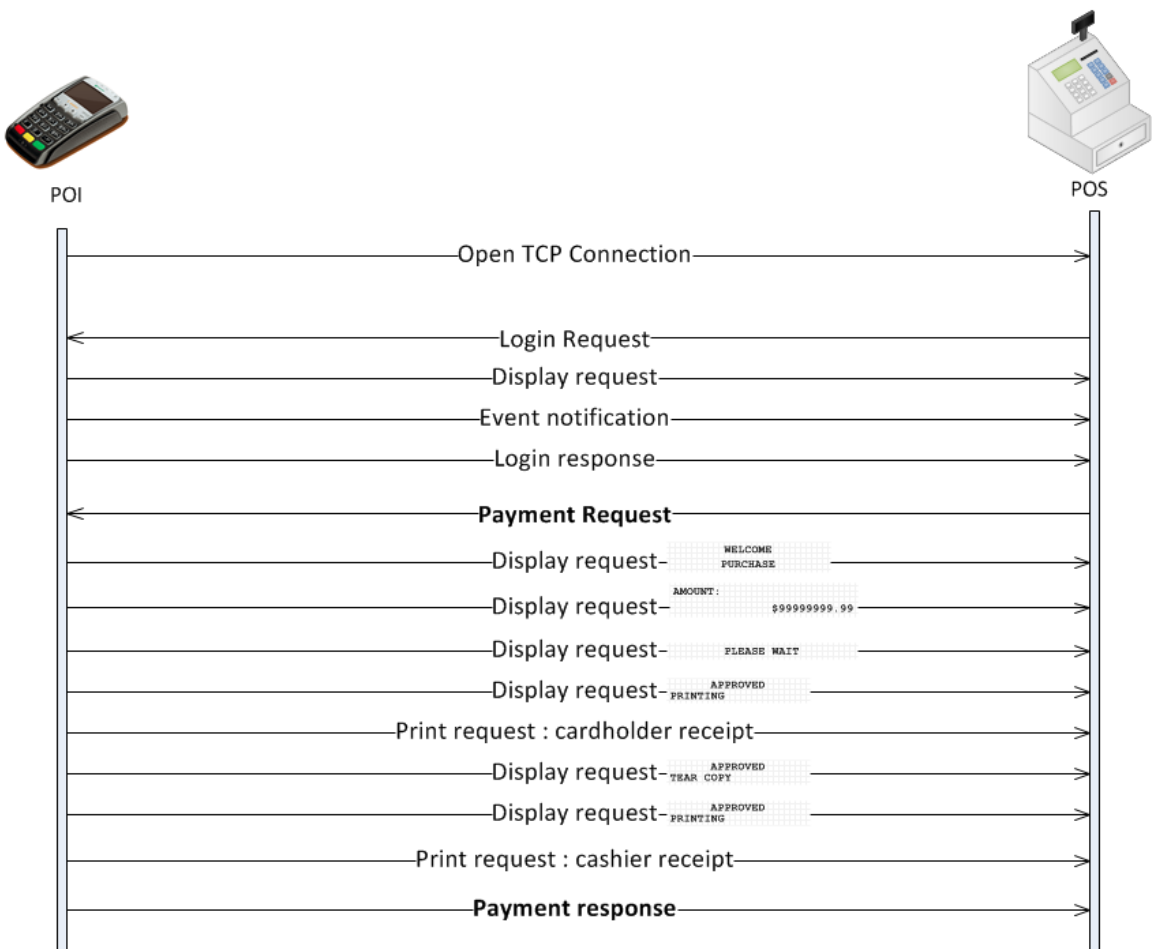 POI
POS
Open TCP Connection
Login Request
Display request
Event notification
Login response
Payment Request
Display request
WELCOME
PURCHASE
Display request
AMOUNT:
$99999999.99
Display request
PLEASE WAIT
Display request
APPROVED
PRINTING
Print request : cardholder receipt
Display request
APPROVED
TEAR COPY
Display request
APPROVED
PRINTING
Print request : cashier receipt
Payment response